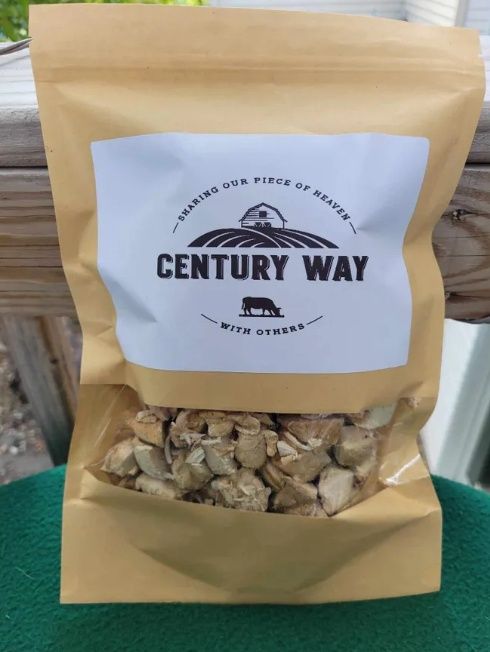 SHARING OUR PIECE OF HEAVEN
CENTURY WAY
WITH OTHERS